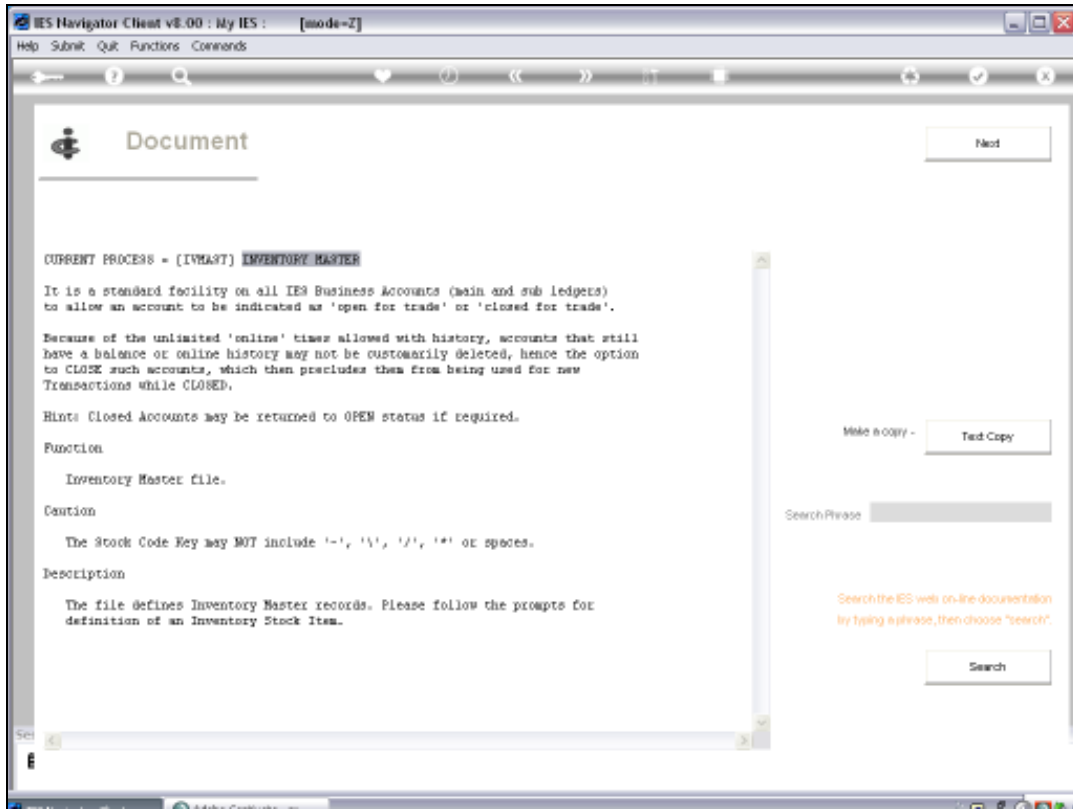 IES Navigator Client v8.00 : My IES : [mode=Z]
Help Submit Quit Functions Commands
Document
Next
CURRENT PROCESS = [IVMAST] INVENTORY MASTER
It is a standard facility on all IES Business Accounts (main and sub ledgers)
to allow an account to be indicated as 'open for trade' or 'closed for trade'.
Because of the unlimited 'online' times allowed with history, accounts that still
have a balance or online history may not be customarily deleted, hence the option
to CLOSE such accounts, which then precludes them from being used for new
Transactions while CLOSED.
Hint: Closed Accounts may be returned to OPEN status if required.
Make a copy -
Text Copy
Function
Inventory Master file.
Caution
Search Phrase
The Stock Code Key may NOT include '-', '\', '/', '*' or spaces.
Description
The file defines Inventory Master records. Please follow the prompts for
definition of an Inventory Stock Item.
Search the IES web on-line documentation
by typing a phrase, then choose "search".
Search